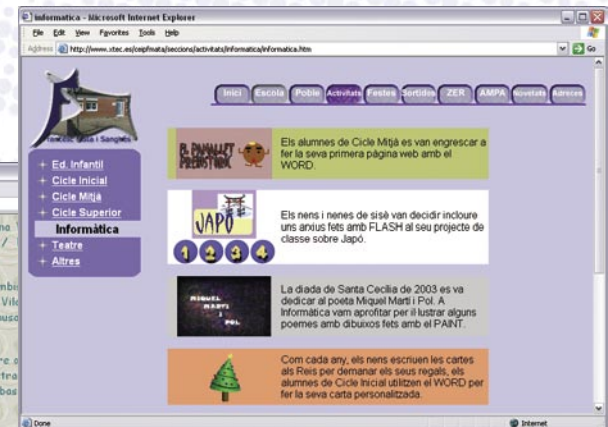 informatica - Microsoft Internet Explorer
File Edit View Favorites Tools Help
Address http://www.xtec.es/ceipfmata/seccions/activitats/informatica/informatica.htm Go
Inici Escola Poble Activitats Festes Sortides ZER AMPA Novetats Adreces
Ed. Infantil
Cicle Inicial
Cicle Mitjà
Cicle Superior
Informàtica
Teatre
Altres
EL PAPALLET PREHISTÒRIC
Els alumnes de Cicle Mitjà es van engrescar a
fer la seva primera pàgina web amb el
WORD.
JAPÓ
1 2 3 4
Els nens i nenes de sisè van decidir incloure
uns arxius fets amb FLASH al seu projecte de
classe sobre Japó.
MIQUEL
MARTÍ
i
POL
La diada de Santa Cecília de 2003 es va
dedicar al poeta Miquel Martí i Pol. A
Informàtica vam aprofitar per il·lustrar alguns
poemes amb dibuixos fets amb el PAINT.
Com cada any, els nens escriuen les cartes
als Reis per demanar els seus regals, els
alumnes de Cicle Inicial utilitzen el WORD per
fer la seva carta personalitzada.
Done Internet